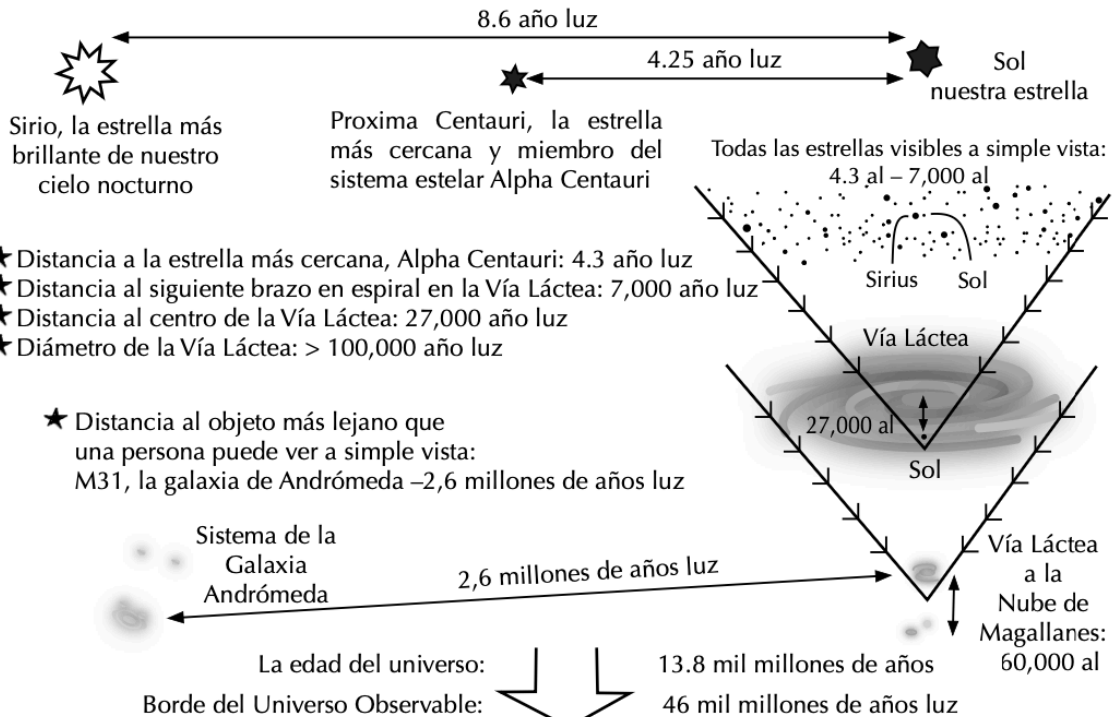 8.6 año luz
4.25 año luz
Sol
nuestra estrella
Sirio, la estrella más
brillante de nuestro
cielo nocturno
Proxima Centauri, la estrella
más cercana y miembro del
sistema estelar Alpha Centauri
Todas las estrellas visibles a simple vista:
4.3 al – 7,000 al
Sirius
Sol
Distancia a la estrella más cercana, Alpha Centauri: 4.3 año luz
Distancia al siguiente brazo en espiral en la Vía Láctea: 7,000 año luz
Distancia al centro de la Vía Láctea: 27,000 año luz
Diámetro de la Vía Láctea: > 100,000 año luz
Vía Láctea
27,000 al
Sol
Distancia al objeto más lejano que
una persona puede ver a simple vista:
M31, la galaxia de Andrómeda –2,6 millones de años luz
Sistema de la
Galaxia
Andrómeda
2,6 millones de años luz
Vía Láctea
a la
Nube de
Magallanes:
60,000 al
La edad del universo: 13.8 mil millones de años
Borde del Universo Observable: 46 mil millones de años luz